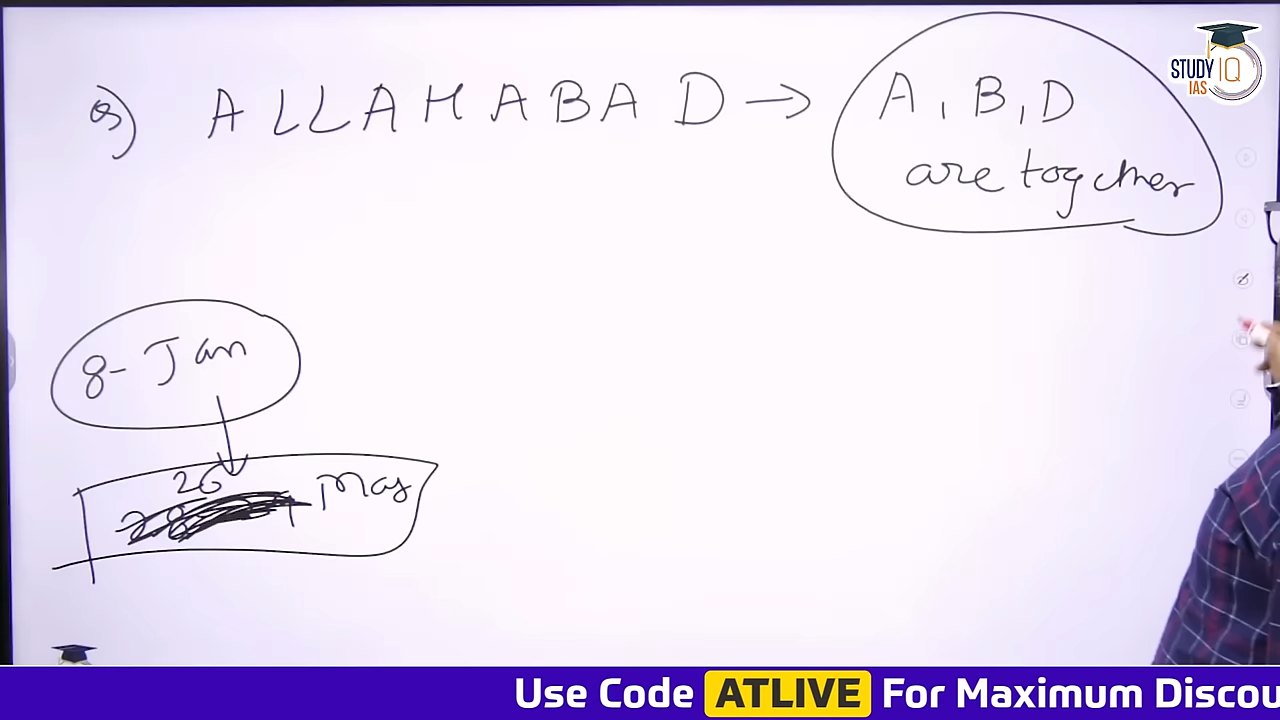 Q) ALLAHABAD → A, B, D
are together
STUDY IQ
IAS
8- Jan
26 May
Use Code ATLIVE For Maximum Discou